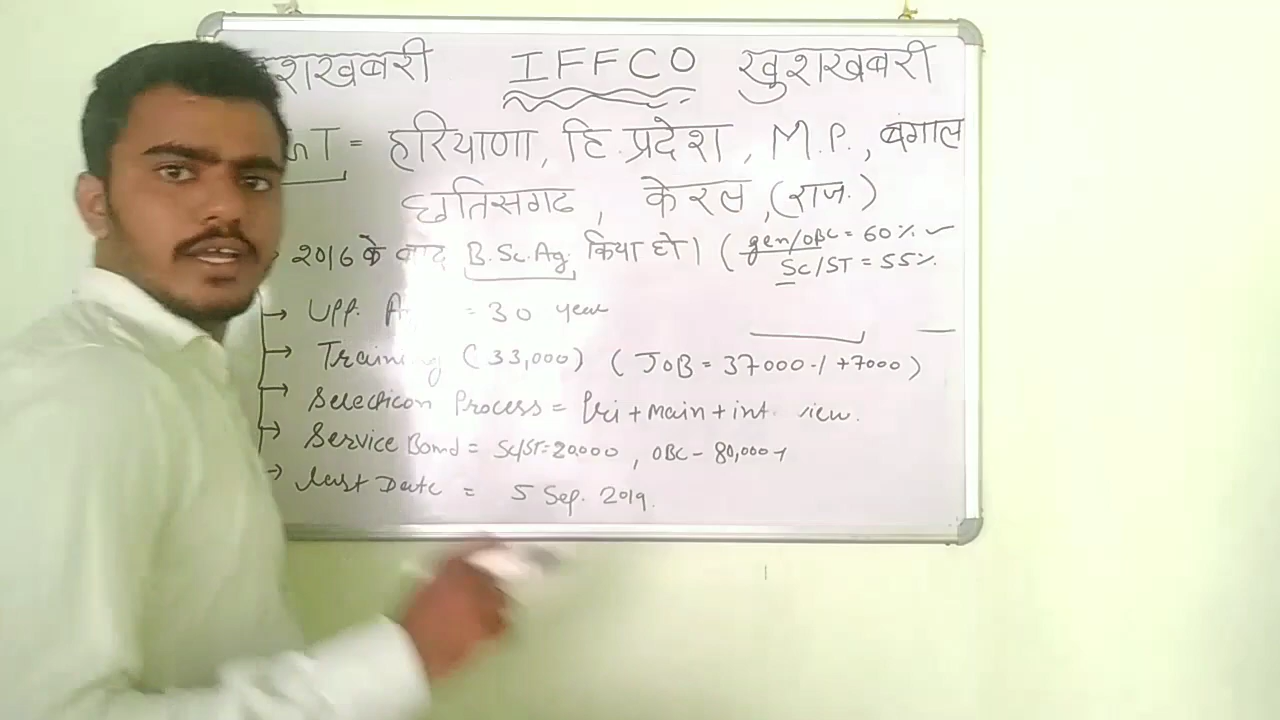 शखबरी IFFCO खुशखबरी
T = हरियाणा, हि.प्रदेश, M.P., बंगाल
छतिसगढ, केरल, (राज.)
2016 के बाद B.Sc.Ag. किया हो। ( gen/OBC = 60% ✓
SC/ST = 55%
→ Upp. A = 30 year
→ Training (33,000) (JOB = 37000-/ +7000)
→ Selecticon Process = Pri + main + int view.
→ Service Bond = SC/ST=20000, OBC - 80,000-/
→ Last Date = 5 Sep. 2019.